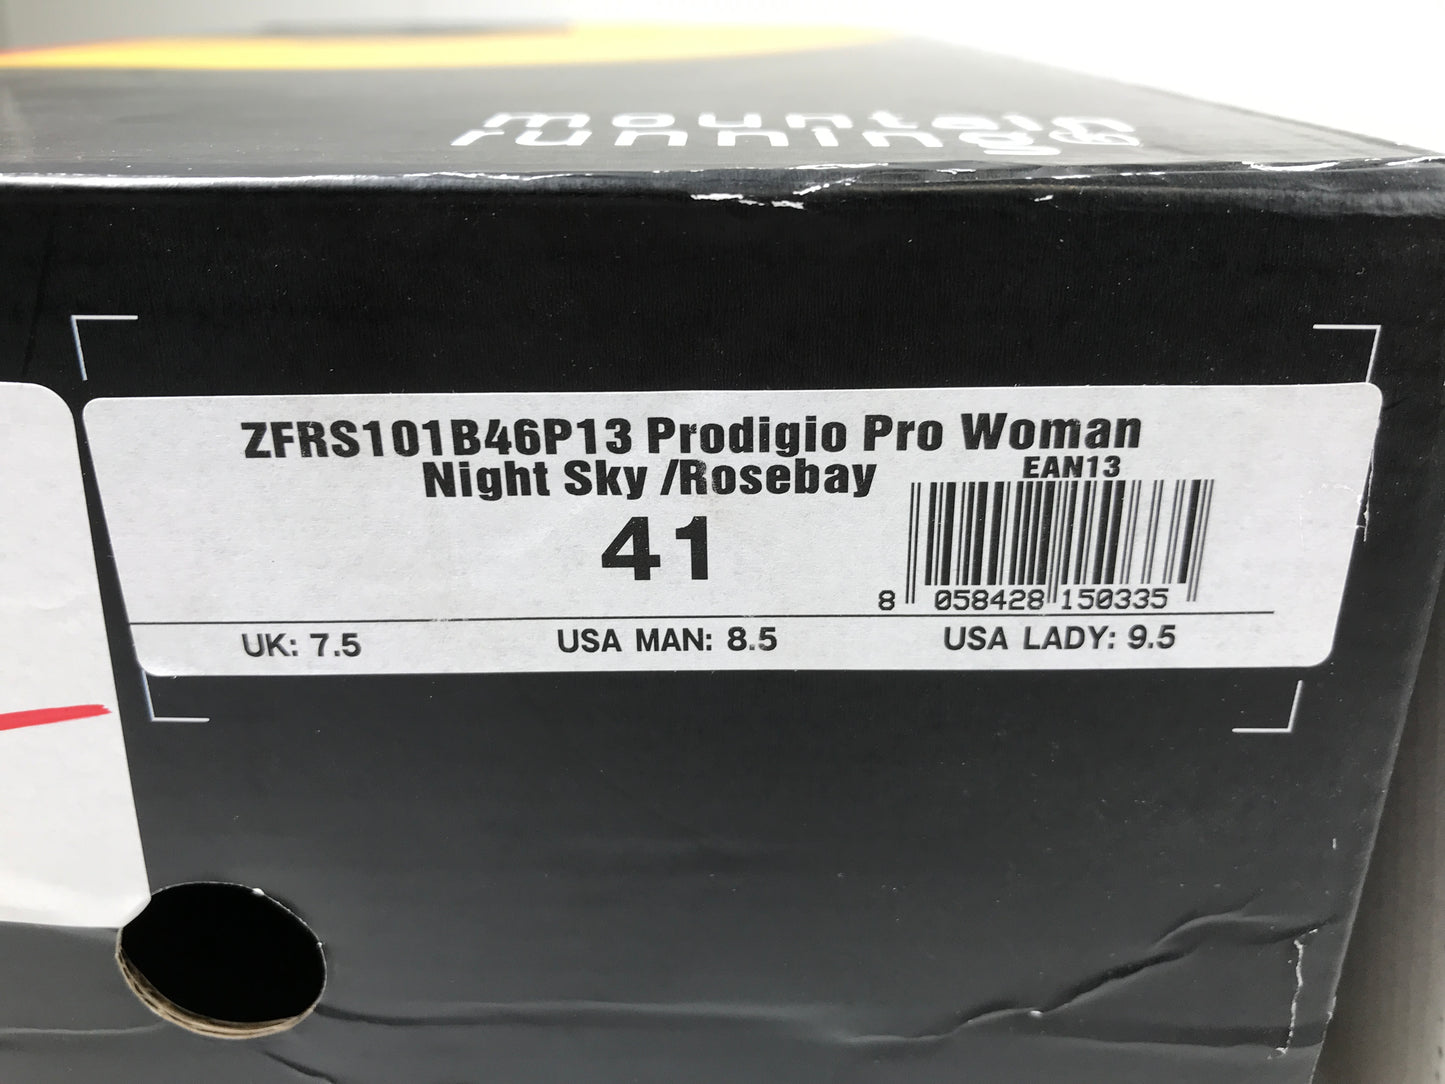 mountain
running®
ZFRS101B46P13 Prodigio Pro Woman
Night Sky /Rosebay
EAN13
41
8 058428 150335
UK: 7.5 USA MAN: 8.5 USA LADY: 9.5